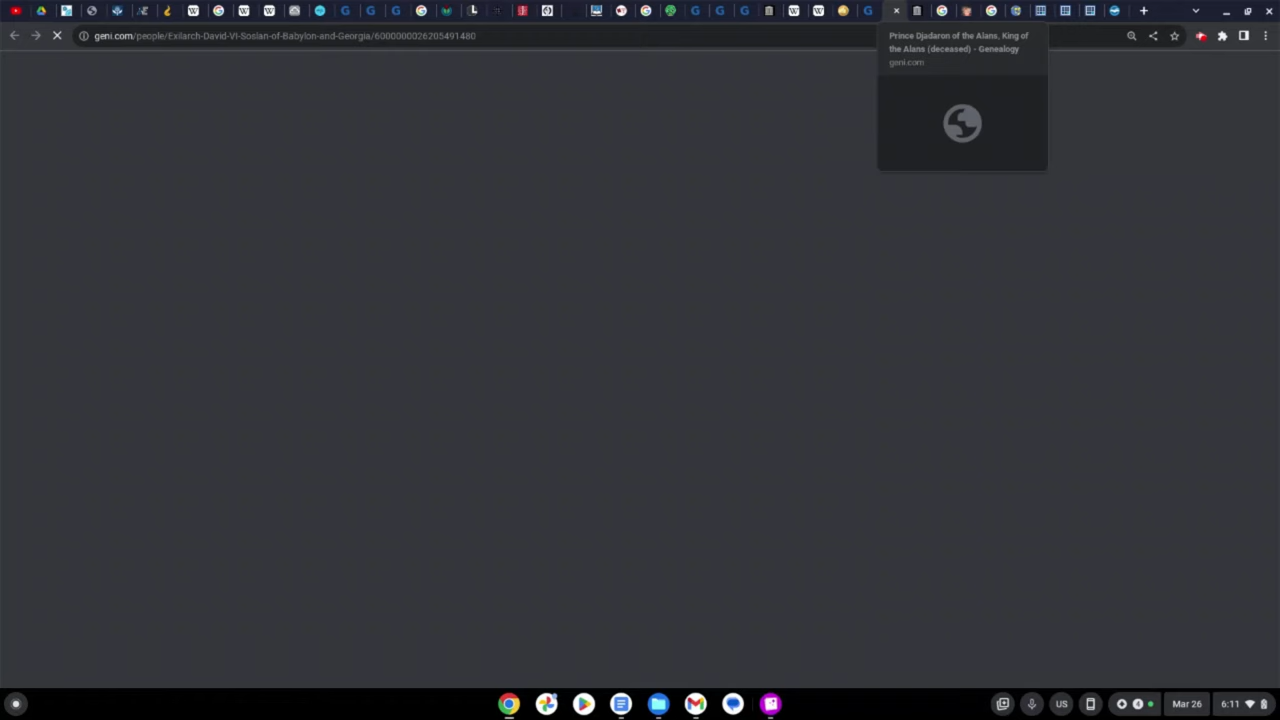 geni.com/people/Exilarch-David-VI-Soslan-of-Babylon-and-Georgia/6000000026205491480
Prince Djadaron of the Alans, King of
the Alans (deceased) - Genealogy
geni.com
US
4
Mar 26
6:11